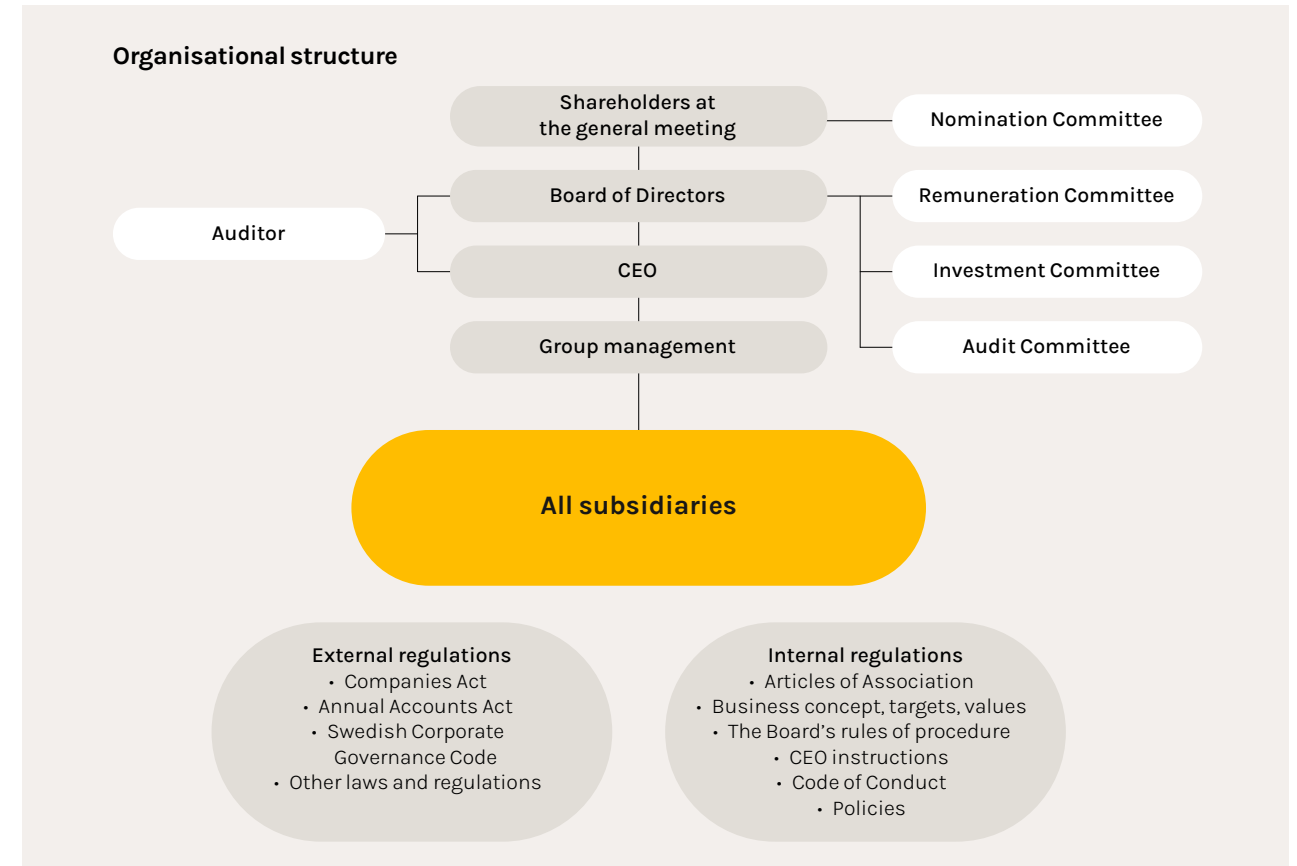 Organisational structure
Shareholders at
the general meeting
Nomination Committee
Board of Directors
Remuneration Committee
Auditor
CEO
Investment Committee
Group management
Audit Committee
All subsidiaries
External regulations
• Companies Act
• Annual Accounts Act
• Swedish Corporate
Governance Code
• Other laws and regulations
Internal regulations
• Articles of Association
• Business concept, targets, values
• The Board’s rules of procedure
• CEO instructions
• Code of Conduct
• Policies